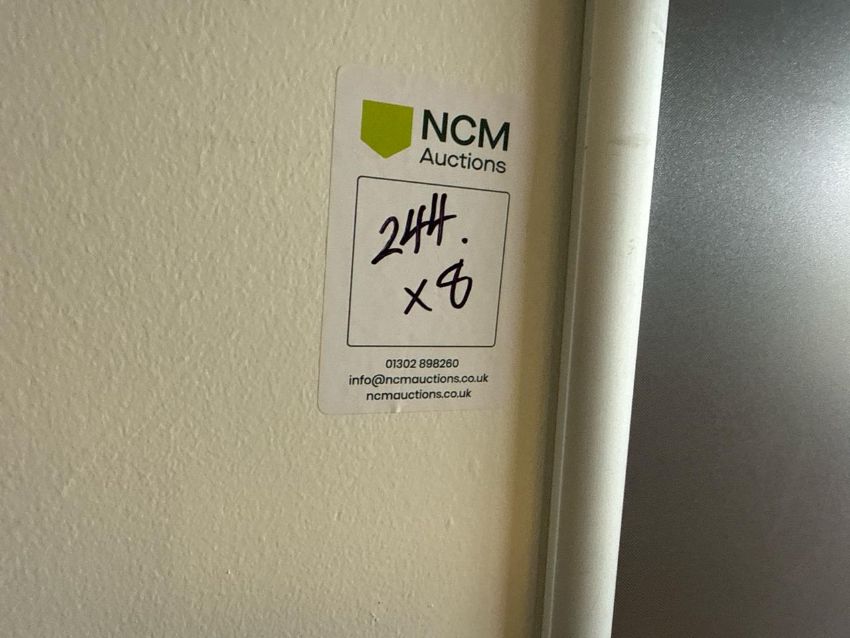 NCM
Auctions
244.
x8
01302 898260
info@ncmauctions.co.uk
ncmauctions.co.uk